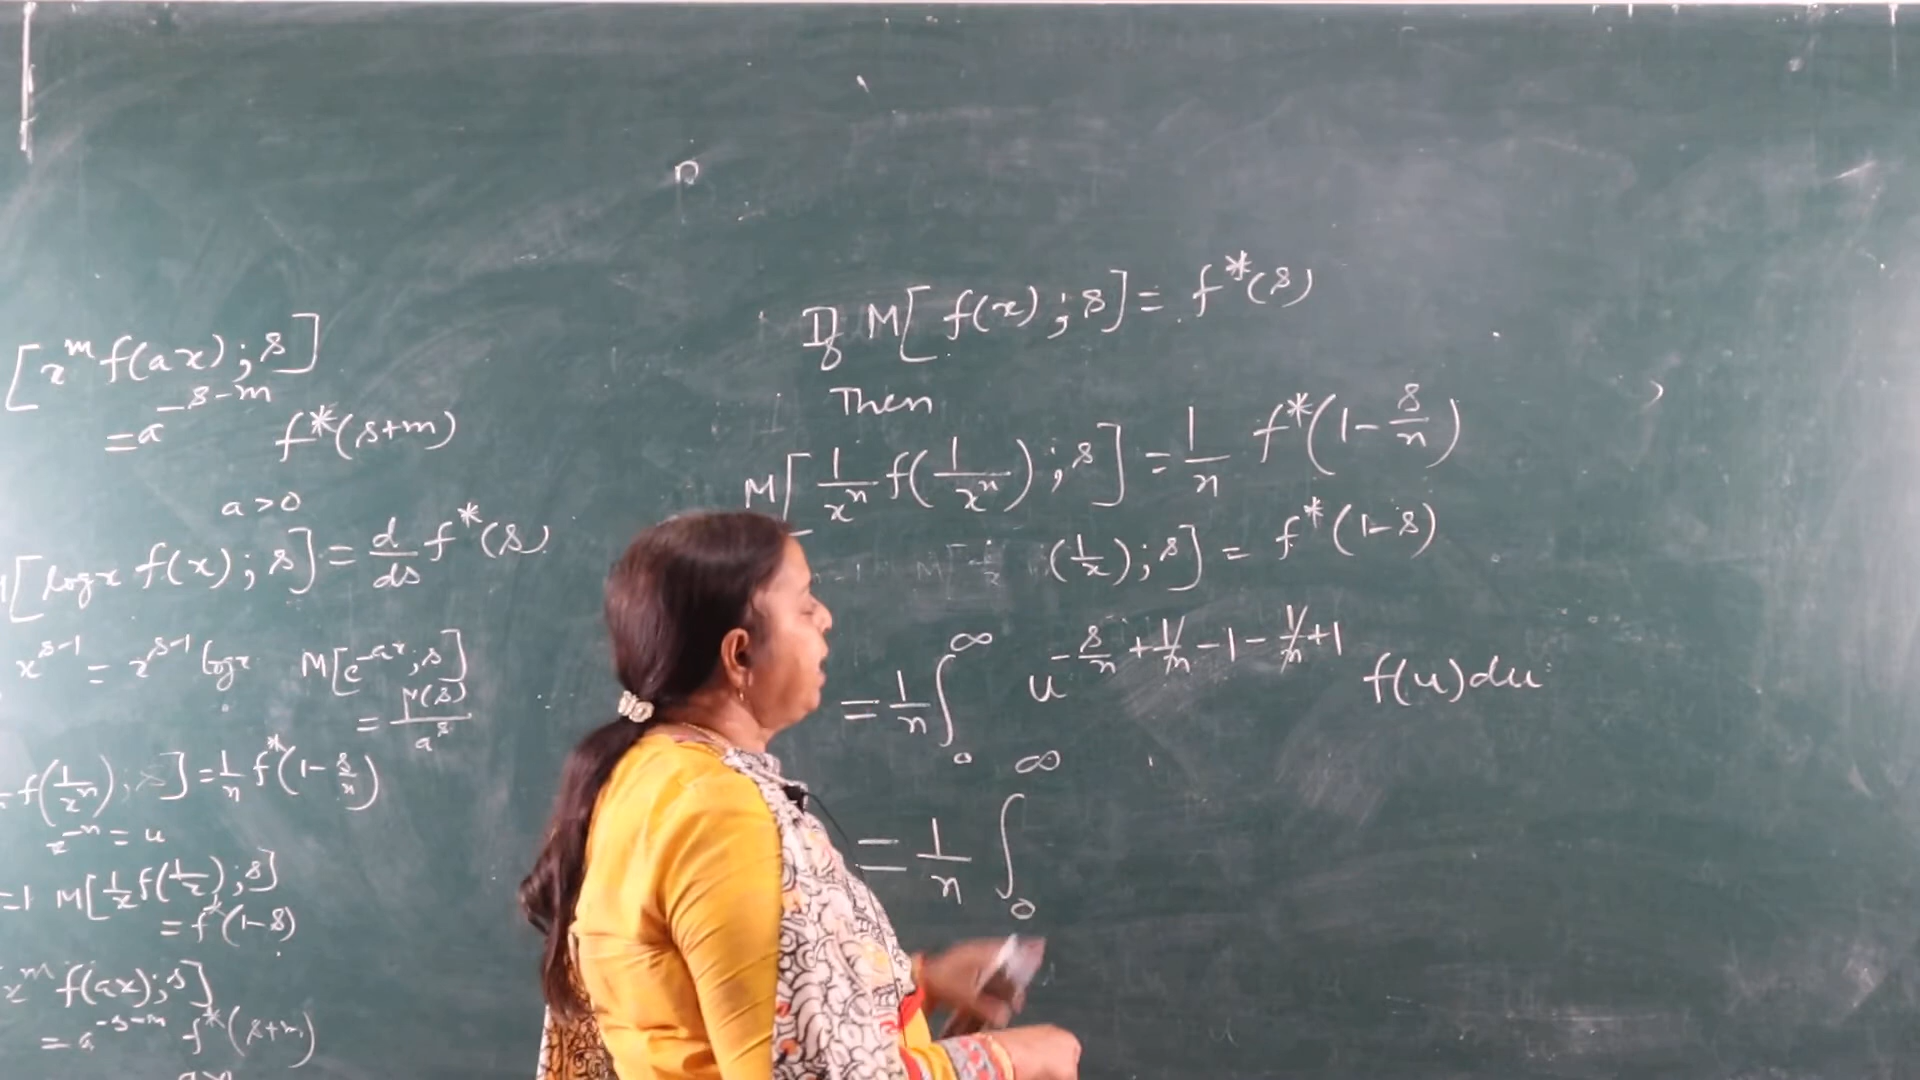 [x^m f(ax) ; s]
= a^{-s-m} f*(s+m)
a > 0
[log x f(x) ; s] = d/ds f*(s)
x^{s-1} = x^{s-1} log x
M[e^{-ax} ; s]
= Γ(s)/a^s
f(1/x^n) ; s] = 1/n f*(1 - s/n)
x^{-n} = u
=1 M[1/x f(1/x) ; s]
= f*(1-s)
x^m f(ax) ; s]
= a^{-s-m} f*(s+m)
n
If M[f(x) ; s] = f*(s)
Then
M[1/x^n f(1/x^n) ; s] = 1/n f*(1 - s/n)
(1/x) ; s] = f*(1-s)
= 1/n ∫_0^∞ u^{-s/n + 1/n - 1 - 1/n + 1} f(u) du
= 1/n ∫_0^∞